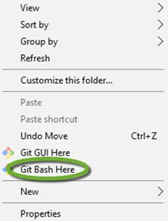 View
Sort by
Group by
Refresh
Customize this folder...
Paste
Paste shortcut
Undo Move Ctrl+Z
Git GUI Here
Git Bash Here
New
Properties